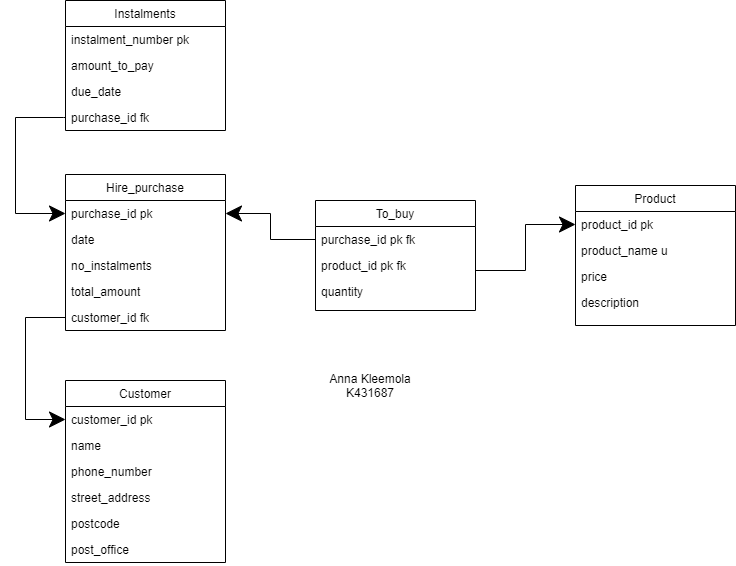 Instalments
instalment_number pk
amount_to_pay
due_date
purchase_id fk
Hire_purchase
purchase_id pk
date
no_instalments
total_amount
customer_id fk
To_buy
purchase_id pk fk
product_id pk fk
quantity
Product
product_id pk
product_name u
price
description
Customer
customer_id pk
name
phone_number
street_address
postcode
post_office
Anna Kleemola
K431687